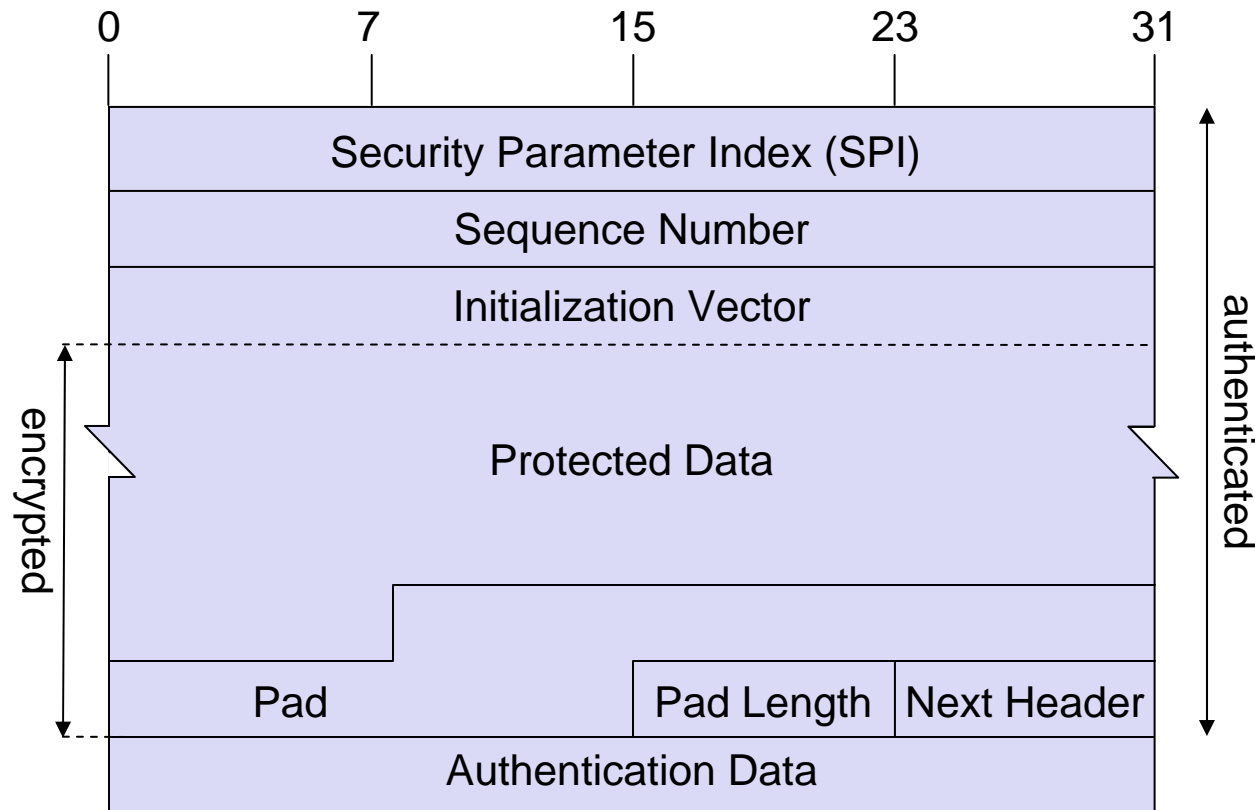 0 7 15 23 31
Security Parameter Index (SPI)
Sequence Number
Initialization Vector
Protected Data
Pad Pad Length Next Header
Authentication Data
encrypted
authenticated